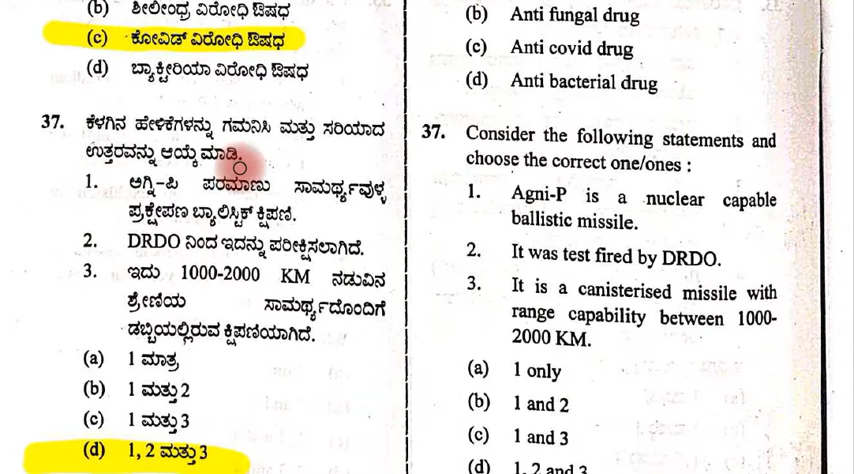 (b) ಶಿಲೀಂಧ್ರ ವಿರೋಧಿ ಔಷಧ
(c) ಕೋವಿಡ್ ವಿರೋಧಿ ಔಷಧ
(d) ಬ್ಯಾಕ್ಟೀರಿಯಾ ವಿರೋಧಿ ಔಷಧ
37. ಕೆಳಗಿನ ಹೇಳಿಕೆಗಳನ್ನು ಗಮನಿಸಿ ಮತ್ತು ಸರಿಯಾದ
ಉತ್ತರವನ್ನು ಆಯ್ಕೆ ಮಾಡಿ.
1. ಅಗ್ನಿ-ಪಿ ಪರಮಾಣು ಸಾಮರ್ಥ್ಯವುಳ್ಳ
ಪ್ರಕ್ಷೇಪಣ ಬ್ಯಾಲಿಸ್ಟಿಕ್ ಕ್ಷಿಪಣಿ.
2. DRDO ನಿಂದ ಇದನ್ನು ಪರೀಕ್ಷಿಸಲಾಗಿದೆ.
3. ಇದು 1000-2000 KM ನಡುವಿನ
ಶ್ರೇಣಿಯ ಸಾಮರ್ಥ್ಯದೊಂದಿಗೆ
ಡಬ್ಬಿಯಲ್ಲಿರುವ ಕ್ಷಿಪಣಿಯಾಗಿದೆ.
(a) 1 ಮಾತ್ರ
(b) 1 ಮತ್ತು 2
(c) 1 ಮತ್ತು 3
(d) 1, 2 ಮತ್ತು 3
(b) Anti fungal drug
(c) Anti covid drug
(d) Anti bacterial drug
37. Consider the following statements and
choose the correct one/ones :
1. Agni-P is a nuclear capable
ballistic missile.
2. It was test fired by DRDO.
3. It is a canisterised missile with
range capability between 1000-
2000 KM.
(a) 1 only
(b) 1 and 2
(c) 1 and 3
(d) 1, 2 and 3